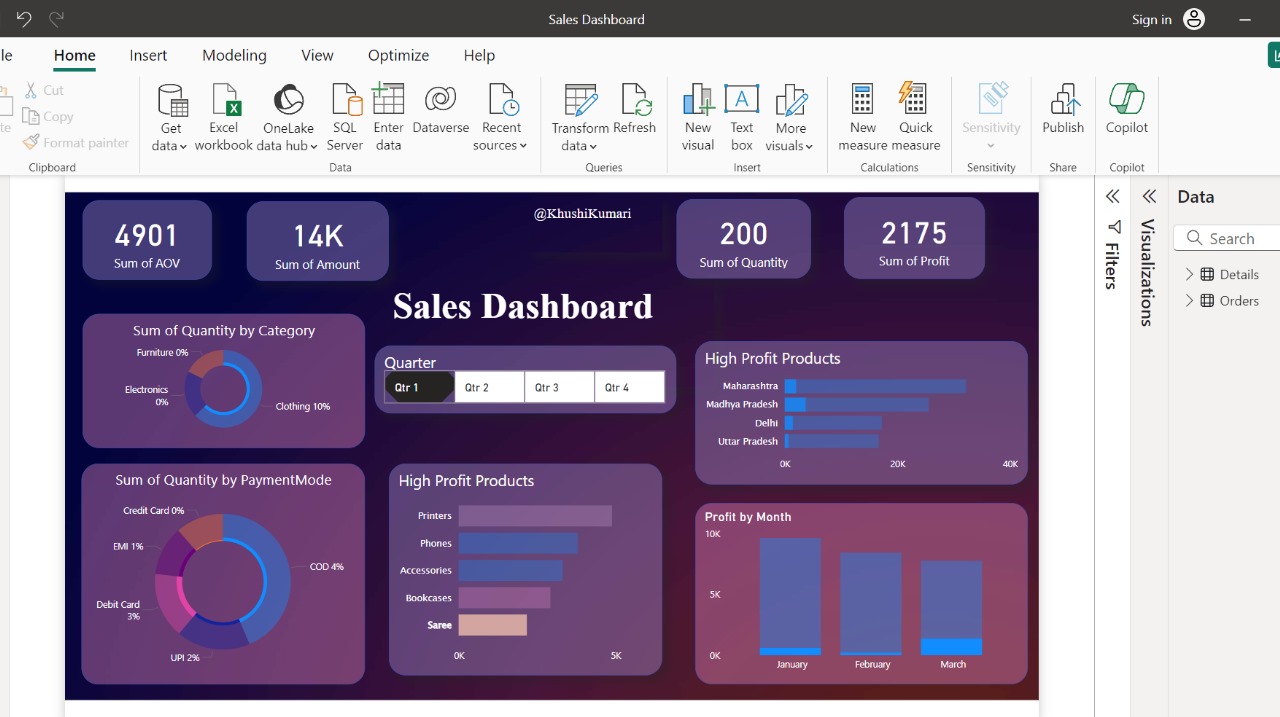 Sales Dashboard
Sign in
le
Home
Insert
Modeling
View
Optimize
Help
te
Cut
Copy
Format painter
Clipboard
Get
data
Excel
workbook
OneLake
data hub
SQL
Server
Enter
data
Dataverse
Recent
sources
Data
Transform
data
Refresh
Queries
New
visual
A
Text
box
More
visuals
Insert
New
measure
Quick
measure
Calculations
Sensitivity
Sensitivity
Publish
Share
Copilot
Copilot
4901
Sum of AOV
14K
Sum of Amount
@KhushiKumari
200
Sum of Quantity
2175
Sum of Profit
Sales Dashboard
Sum of Quantity by Category
Furniture 0%
Electronics
0%
Clothing 10%
Quarter
Qtr 1
Qtr 2
Qtr 3
Qtr 4
High Profit Products
Maharashtra
Madhya Pradesh
Delhi
Uttar Pradesh
0K
20K
40K
Sum of Quantity by PaymentMode
Credit Card 0%
EMI 1%
COD 4%
Debit Card
3%
UPI 2%
High Profit Products
Printers
Phones
Accessories
Bookcases
Saree
0K
5K
Profit by Month
10K
5K
0K
January
February
March
Filters
Visualizations
Data
Search
Details
Orders